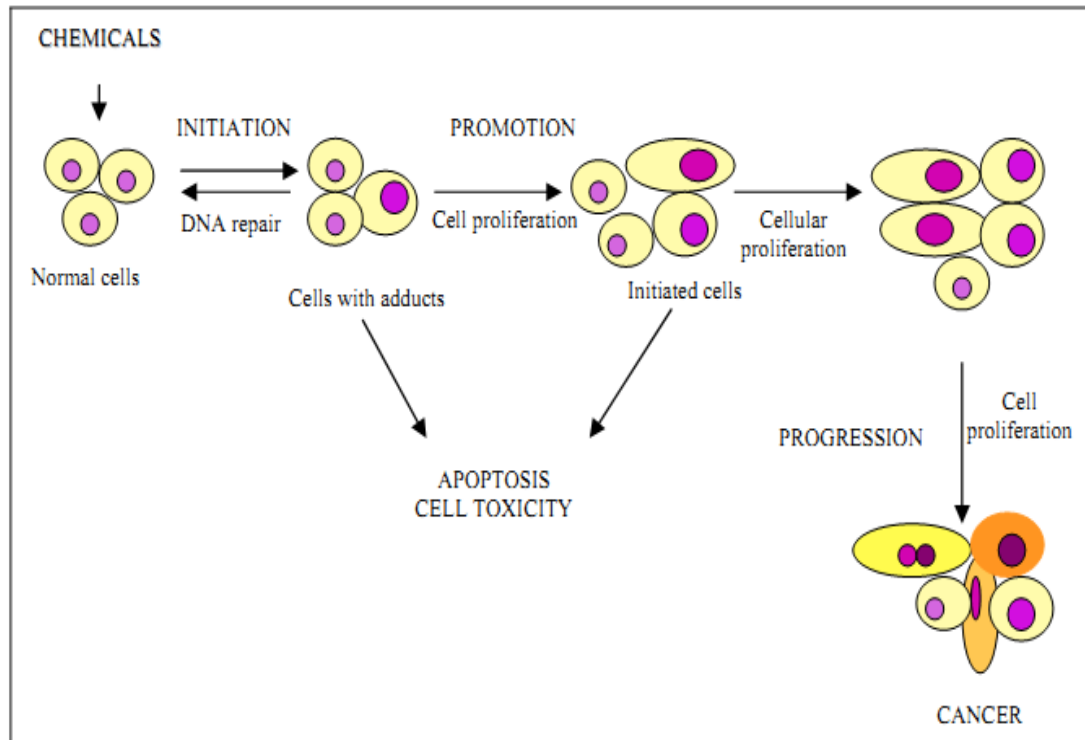 CHEMICALS
INITIATION
PROMOTION
DNA repair
Cell proliferation
Cellular
proliferation
Normal cells
Cells with adducts
Initiated cells
APOPTOSIS
CELL TOXICITY
PROGRESSION
Cell
proliferation
CANCER